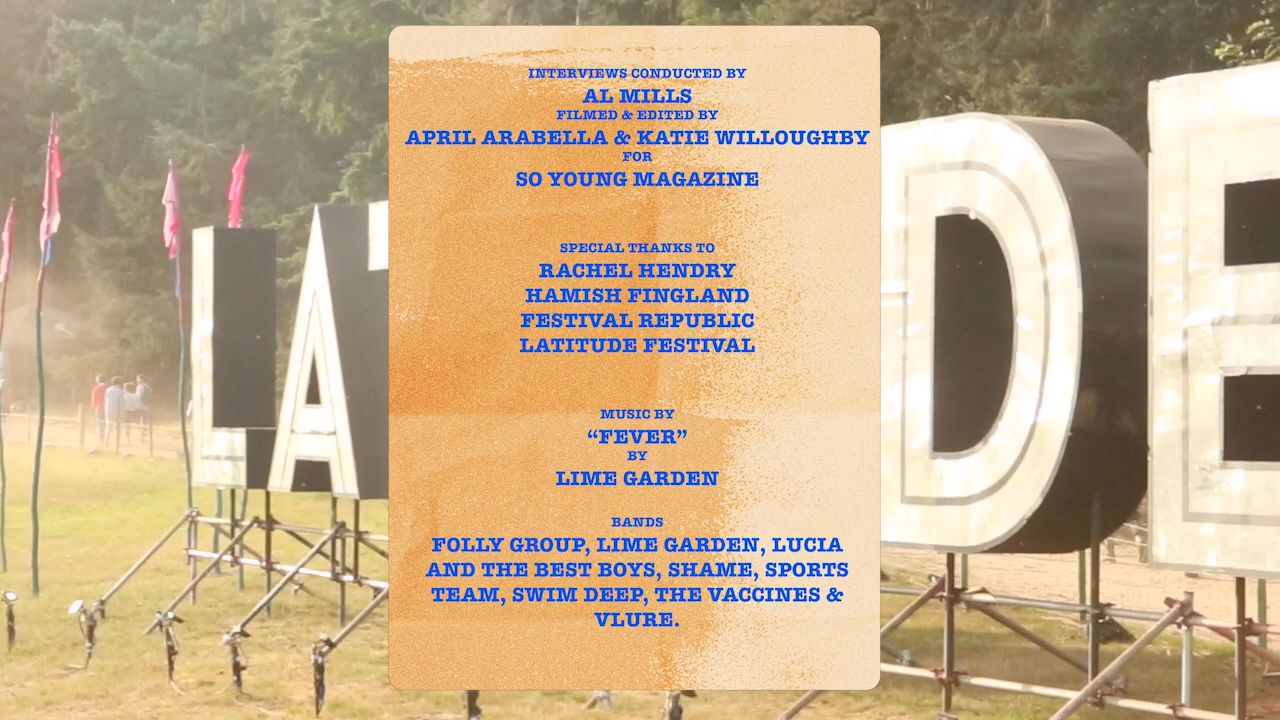 INTERVIEWS CONDUCTED BY
AL MILLS
FILMED & EDITED BY
APRIL ARABELLA & KATIE WILLOUGHBY
FOR
SO YOUNG MAGAZINE
SPECIAL THANKS TO
RACHEL HENDRY
HAMISH FINGLAND
FESTIVAL REPUBLIC
LATITUDE FESTIVAL
MUSIC BY
“FEVER”
BY
LIME GARDEN
BANDS
FOLLY GROUP, LIME GARDEN, LUCIA
AND THE BEST BOYS, SHAME, SPORTS
TEAM, SWIM DEEP, THE VACCINES &
VLURE.
LA DE